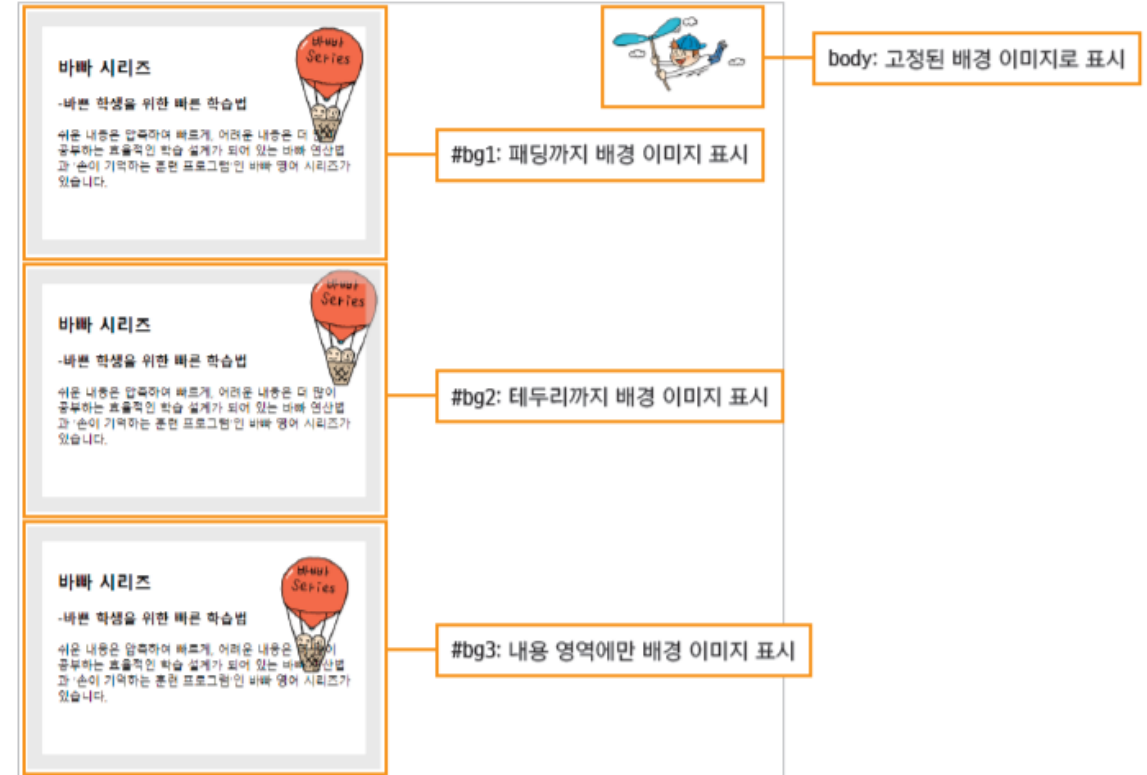 바빠
Series
바빠 시리즈
-바쁜 학생을 위한 빠른 학습법
쉬운 내용은 압축하여 빠르게, 어려운 내용은 더
공부하는 효율적인 학습 설계가 되어 있는 바빠 연산법
과 '손이 기억하는 훈련 프로그램'인 바빠 영어 시리즈가
있습니다.
body: 고정된 배경 이미지로 표시
#bg1: 패딩까지 배경 이미지 표시
바빠
Series
바빠 시리즈
-바쁜 학생을 위한 빠른 학습법
쉬운 내용은 압축하여 빠르게, 어려운 내용은 더 많이
공부하는 효율적인 학습 설계가 되어 있는 바빠 연산법
과 '손이 기억하는 훈련 프로그램'인 바빠 영어 시리즈가
있습니다.
#bg2: 테두리까지 배경 이미지 표시
바빠
Series
바빠 시리즈
-바쁜 학생을 위한 빠른 학습법
쉬운 내용은 압축하여 빠르게, 어려운 내용은
공부하는 효율적인 학습 설계가 되어 있는 바빠 연산법
과 '손이 기억하는 훈련 프로그램'인 바빠 영어 시리즈가
있습니다.
#bg3: 내용 영역에만 배경 이미지 표시